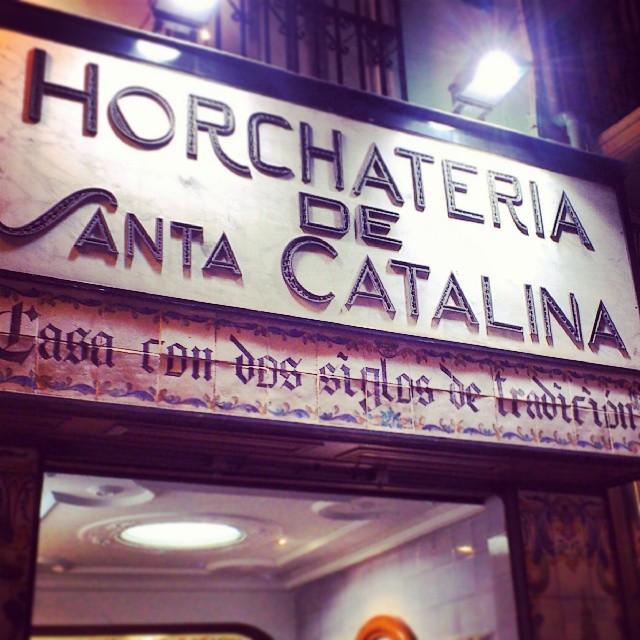 HORCHATERIA
DE
SANTA CATALINA
Casa con dos siglos de tradición